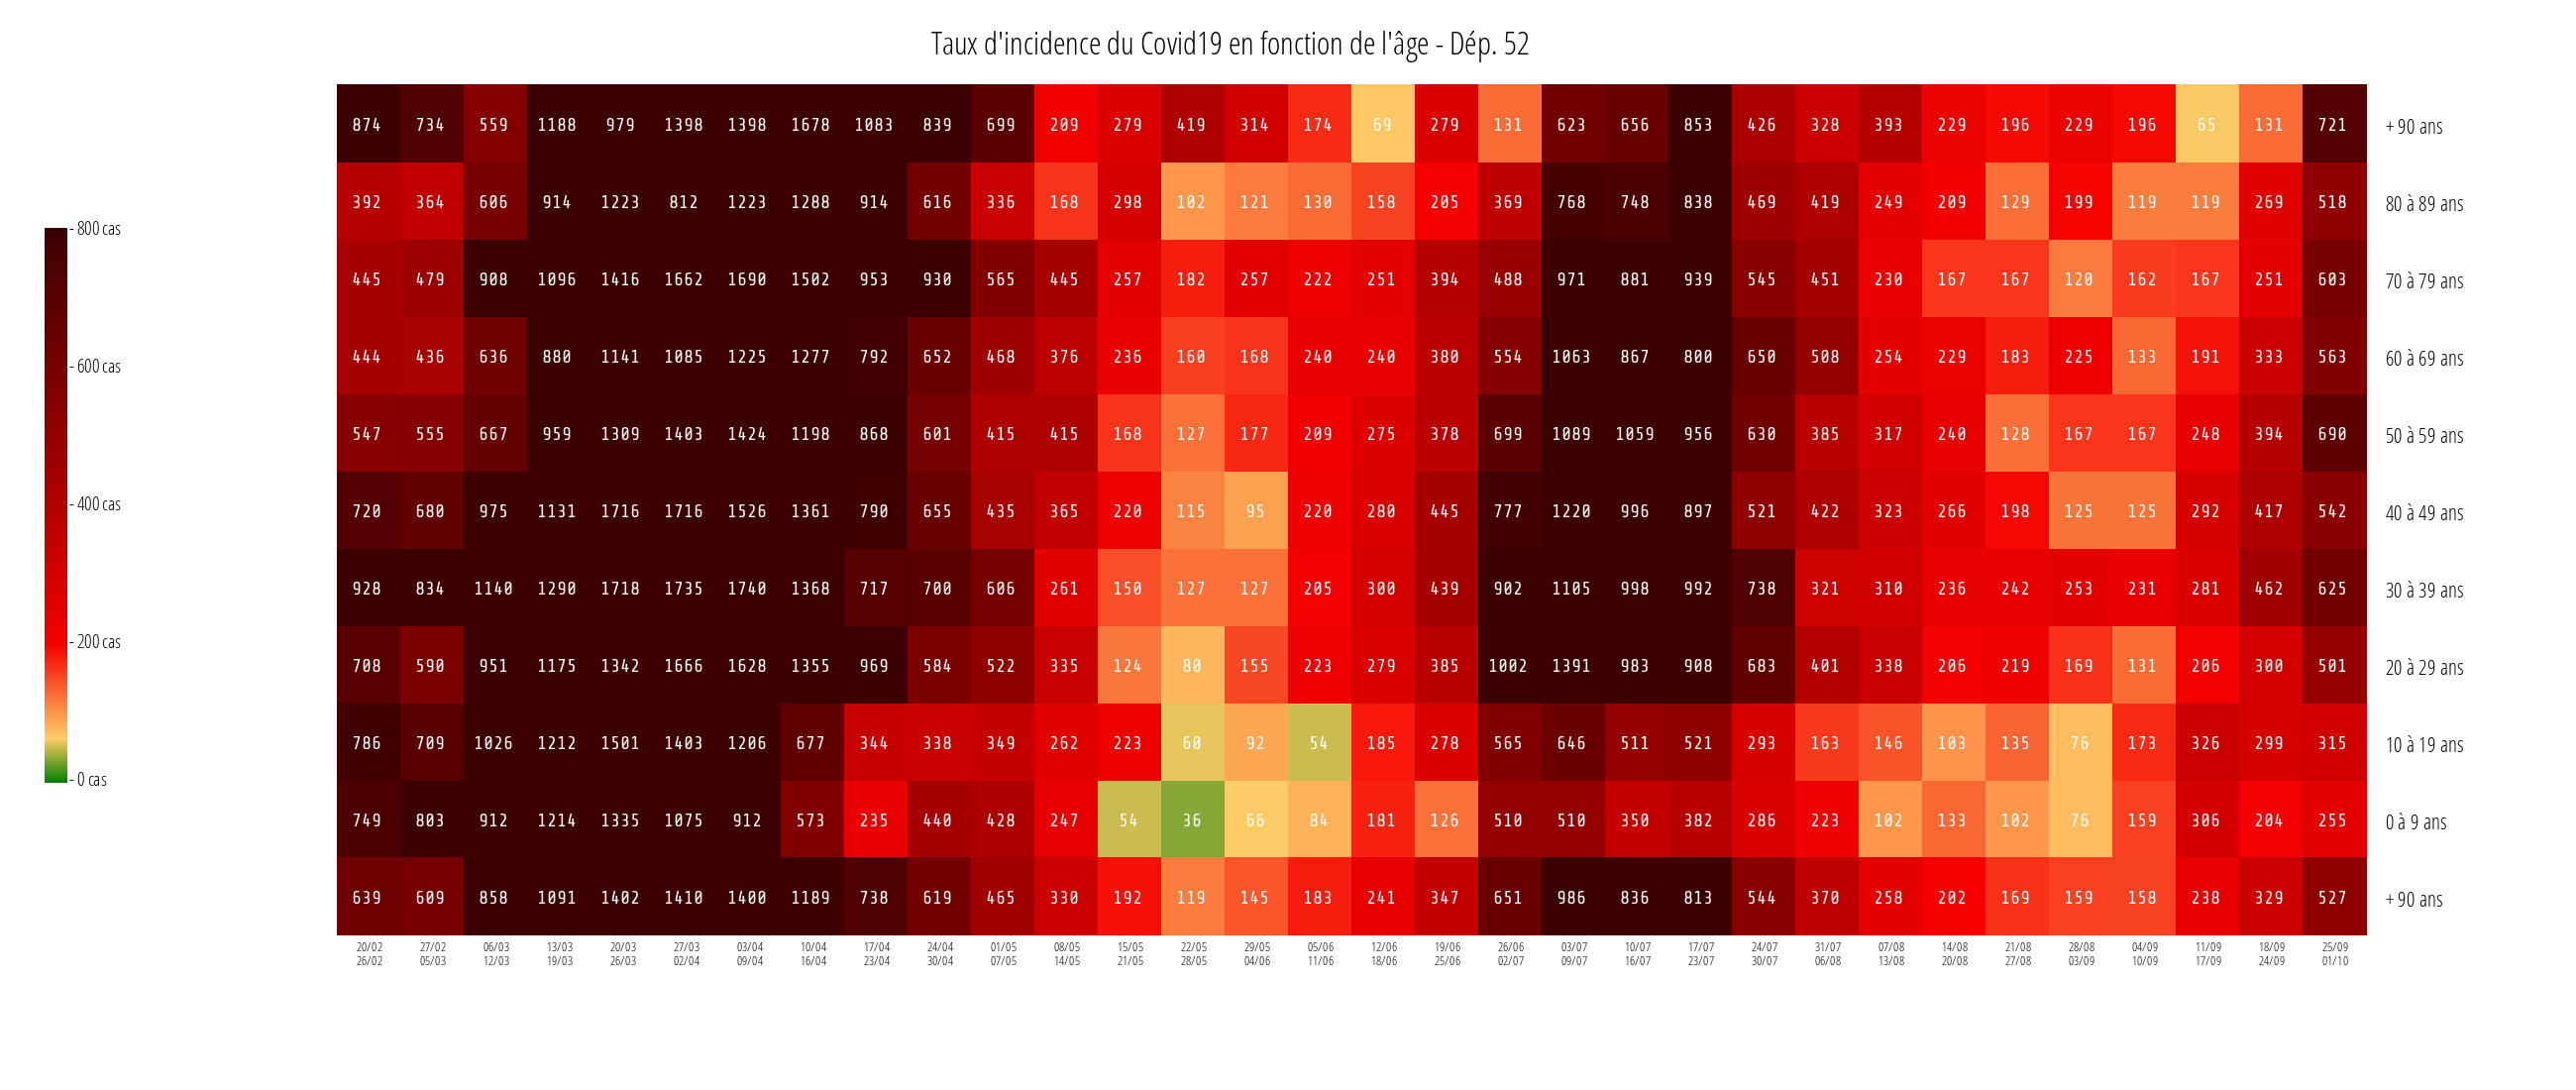 Taux d'incidence du Covid19 en fonction de l'âge - Dép. 52
- 800 cas
- 600 cas
- 400 cas
- 200 cas
- 0 cas
874 734 559 1188 979 1398 1398 1678 1083 839 699 209 279 419 314 174 69 279 131 623 656 853 426 328 393 229 196 229 196 65 131 721 + 90 ans
392 364 606 914 1223 812 1223 1288 914 616 336 168 298 102 121 130 158 205 369 768 748 838 469 419 249 209 129 199 119 119 269 518 80 à 89 ans
445 479 908 1096 1416 1662 1690 1502 953 930 565 445 257 182 257 222 251 394 488 971 881 939 545 451 230 167 167 120 162 167 251 603 70 à 79 ans
444 436 636 880 1141 1085 1225 1277 792 652 468 376 236 160 168 240 240 380 554 1063 867 800 650 508 254 229 183 225 133 191 333 563 60 à 69 ans
547 555 667 959 1309 1403 1424 1198 868 601 415 415 168 127 177 209 275 378 699 1089 1059 956 630 385 317 240 128 167 167 248 394 690 50 à 59 ans
720 680 975 1131 1716 1716 1526 1361 790 655 435 365 220 115 95 220 280 445 777 1220 996 897 521 422 323 266 198 125 125 292 417 542 40 à 49 ans
928 834 1140 1290 1718 1735 1740 1368 717 700 606 261 150 127 127 205 300 439 902 1105 998 992 738 321 310 236 242 253 231 281 462 625 30 à 39 ans
708 590 951 1175 1342 1666 1628 1355 969 584 522 335 124 80 155 223 279 385 1002 1391 983 908 683 401 338 206 219 169 131 206 300 501 20 à 29 ans
786 709 1026 1212 1501 1403 1206 677 344 338 349 262 223 60 92 54 185 278 565 646 511 521 293 163 146 103 135 76 173 326 299 315 10 à 19 ans
749 803 912 1214 1335 1075 912 573 235 440 428 247 54 36 66 84 181 126 510 510 350 382 286 223 102 133 102 76 159 306 204 255 0 à 9 ans
639 609 858 1091 1402 1410 1400 1189 738 619 465 330 192 119 145 183 241 347 651 986 836 813 544 370 258 202 169 159 158 238 329 527 + 90 ans
20/02 27/02 06/03 13/03 20/03 27/03 03/04 10/04 17/04 24/04 01/05 08/05 15/05 22/05 29/05 05/06 12/06 19/06 26/06 03/07 10/07 17/07 24/07 31/07 07/08 14/08 21/08 28/08 04/09 11/09 18/09 25/09
26/02 05/03 12/03 19/03 26/03 02/04 09/04 16/04 23/04 30/04 07/05 14/05 21/05 28/05 04/06 11/06 18/06 25/06 02/07 09/07 16/07 23/07 30/07 06/08 13/08 20/08 27/08 03/09 10/09 17/09 24/09 01/10